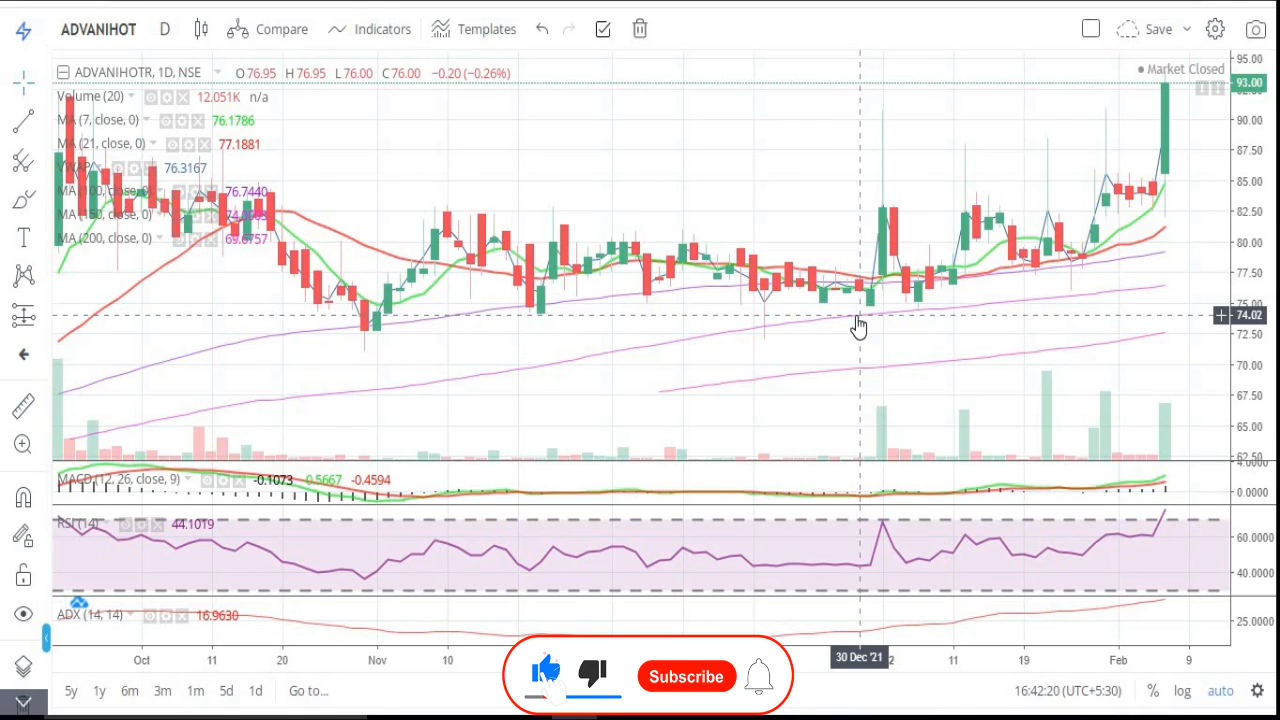 ADVANIHOT D Compare Indicators Templates Save
ADVANIHOTR, 1D, NSE O 76.95 H 76.95 L 76.00 C 76.00 −0.20 (−0.26%)
Market Closed
Volume (20) 12.051K n/a
MA (7, close, 0) 76.1786
MA (21, close, 0) 77.1881
VWAP 76.3167
MA (100, close, 0) 76.7440
MA (150, close, 0)
MA (200, close, 0)
95.00
93.00
90.00
87.50
85.00
82.50
80.00
77.50
75.00
74.02
72.50
70.00
67.50
65.00
62.50
MACD (12, 26, close, 9) -0.1073 -0.5667 -0.4594
4.0000
0.0000
RSI (14) 44.1019
60.0000
40.0000
ADX (14, 14) 16.9630
25.0000
Oct 11 20 Nov 10 30 Dec '21 11 19 Feb 9
5y 1y 6m 3m 1m 5d 1d Go to... 16:42:20 (UTC+5:30) % log auto
Subscribe